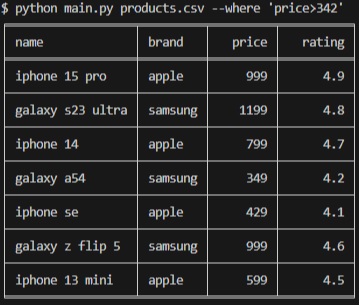 $ python main.py products.csv --where 'price>342'
name brand price rating
iphone 15 pro apple 999 4.9
galaxy s23 ultra samsung 1199 4.8
iphone 14 apple 799 4.7
galaxy a54 samsung 349 4.2
iphone se apple 429 4.1
galaxy z flip 5 samsung 999 4.6
iphone 13 mini apple 599 4.5